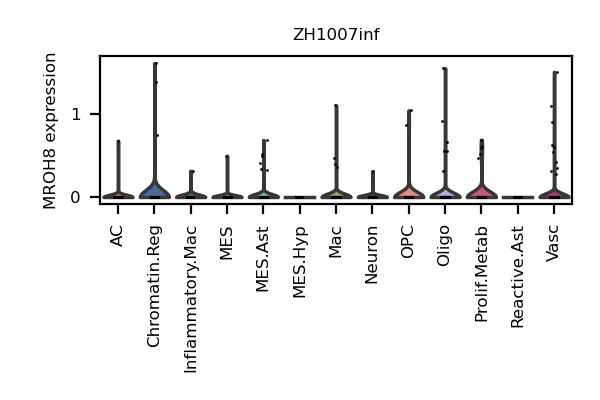 ZH1007inf
MROH8 expression
1
0
AC
Chromatin.Reg
Inflammatory.Mac
MES
MES.Ast
MES.Hyp
Mac
Neuron
OPC
Oligo
Prolif.Metab
Reactive.Ast
Vasc